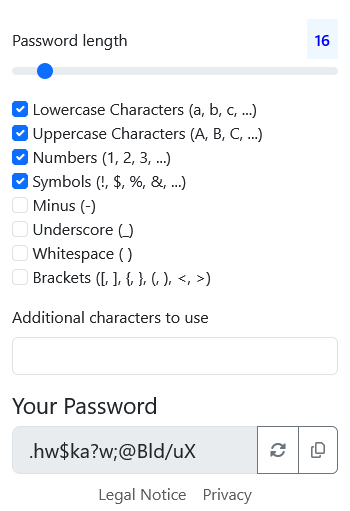 Password length 16
Lowercase Characters (a, b, c, ...)
Uppercase Characters (A, B, C, ...)
Numbers (1, 2, 3, ...)
Symbols (!, $, %, &, ...)
Minus (-)
Underscore (_)
Whitespace ( )
Brackets ([, ], {, }, (, ), <, >)
Additional characters to use
Your Password
.hw$ka?w;@Bld/uX
Legal Notice Privacy